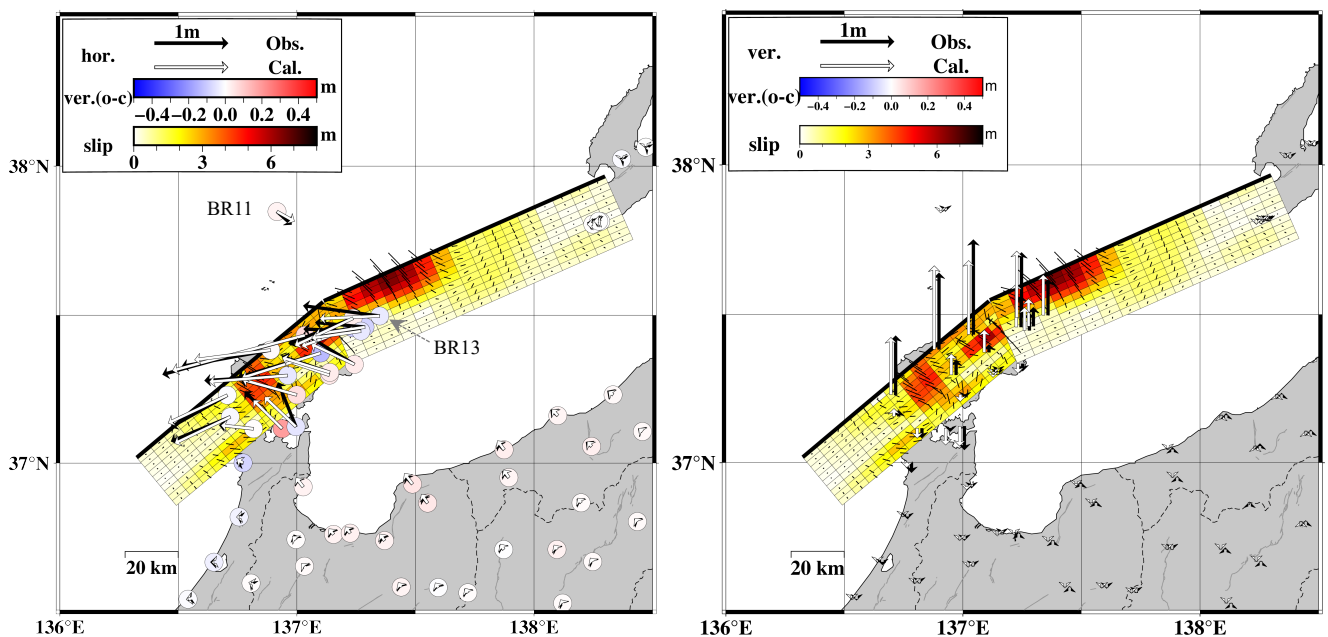 1m
hor.
Obs.
Cal.
ver.(o-c)
m
−0.4 −0.2 0.0 0.2 0.4
slip
m
0 3 6
38°N
37°N
BR11
BR13
20 km
136°E 137°E 138°E
1m
ver.
Obs.
Cal.
ver.(o-c)
m
−0.4 −0.2 0.0 0.2 0.4
slip
m
0 3 6
38°N
37°N
20 km
136°E 137°E 138°E